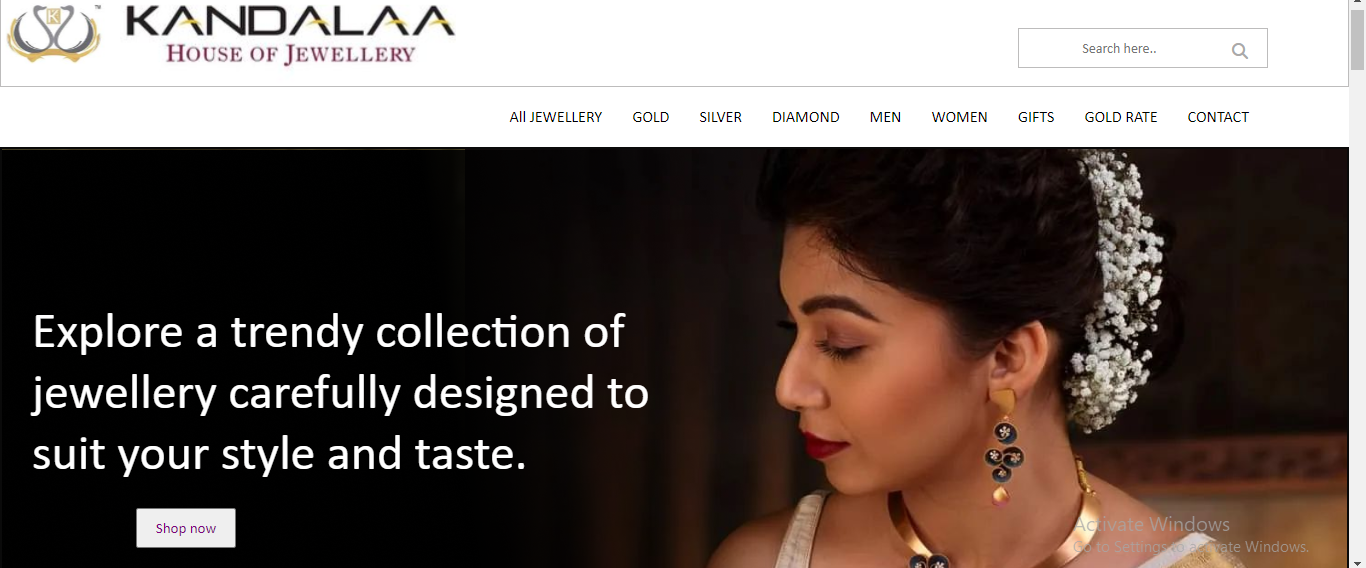 K
TM
KANDALAA
HOUSE OF JEWELLERY
Search here..
All JEWELLERY GOLD SILVER DIAMOND MEN WOMEN GIFTS GOLD RATE CONTACT
Explore a trendy collection of
jewellery carefully designed to
suit your style and taste.
Shop now
Activate Windows
Go to Settings to activate Windows.